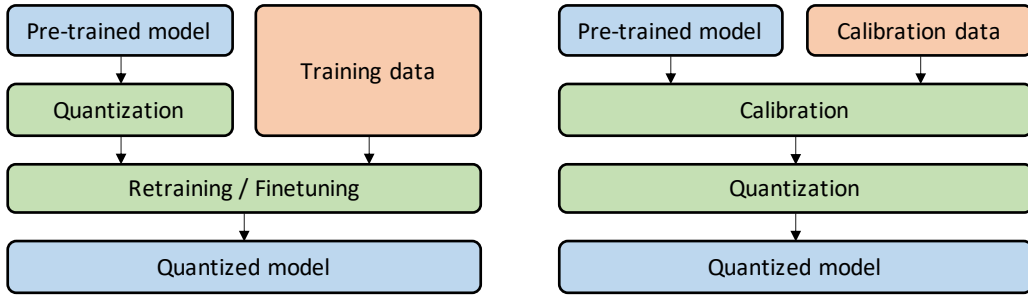 Pre-trained model
Training data
Quantization
Retraining / Finetuning
Quantized model
Pre-trained model
Calibration data
Calibration
Quantization
Quantized model